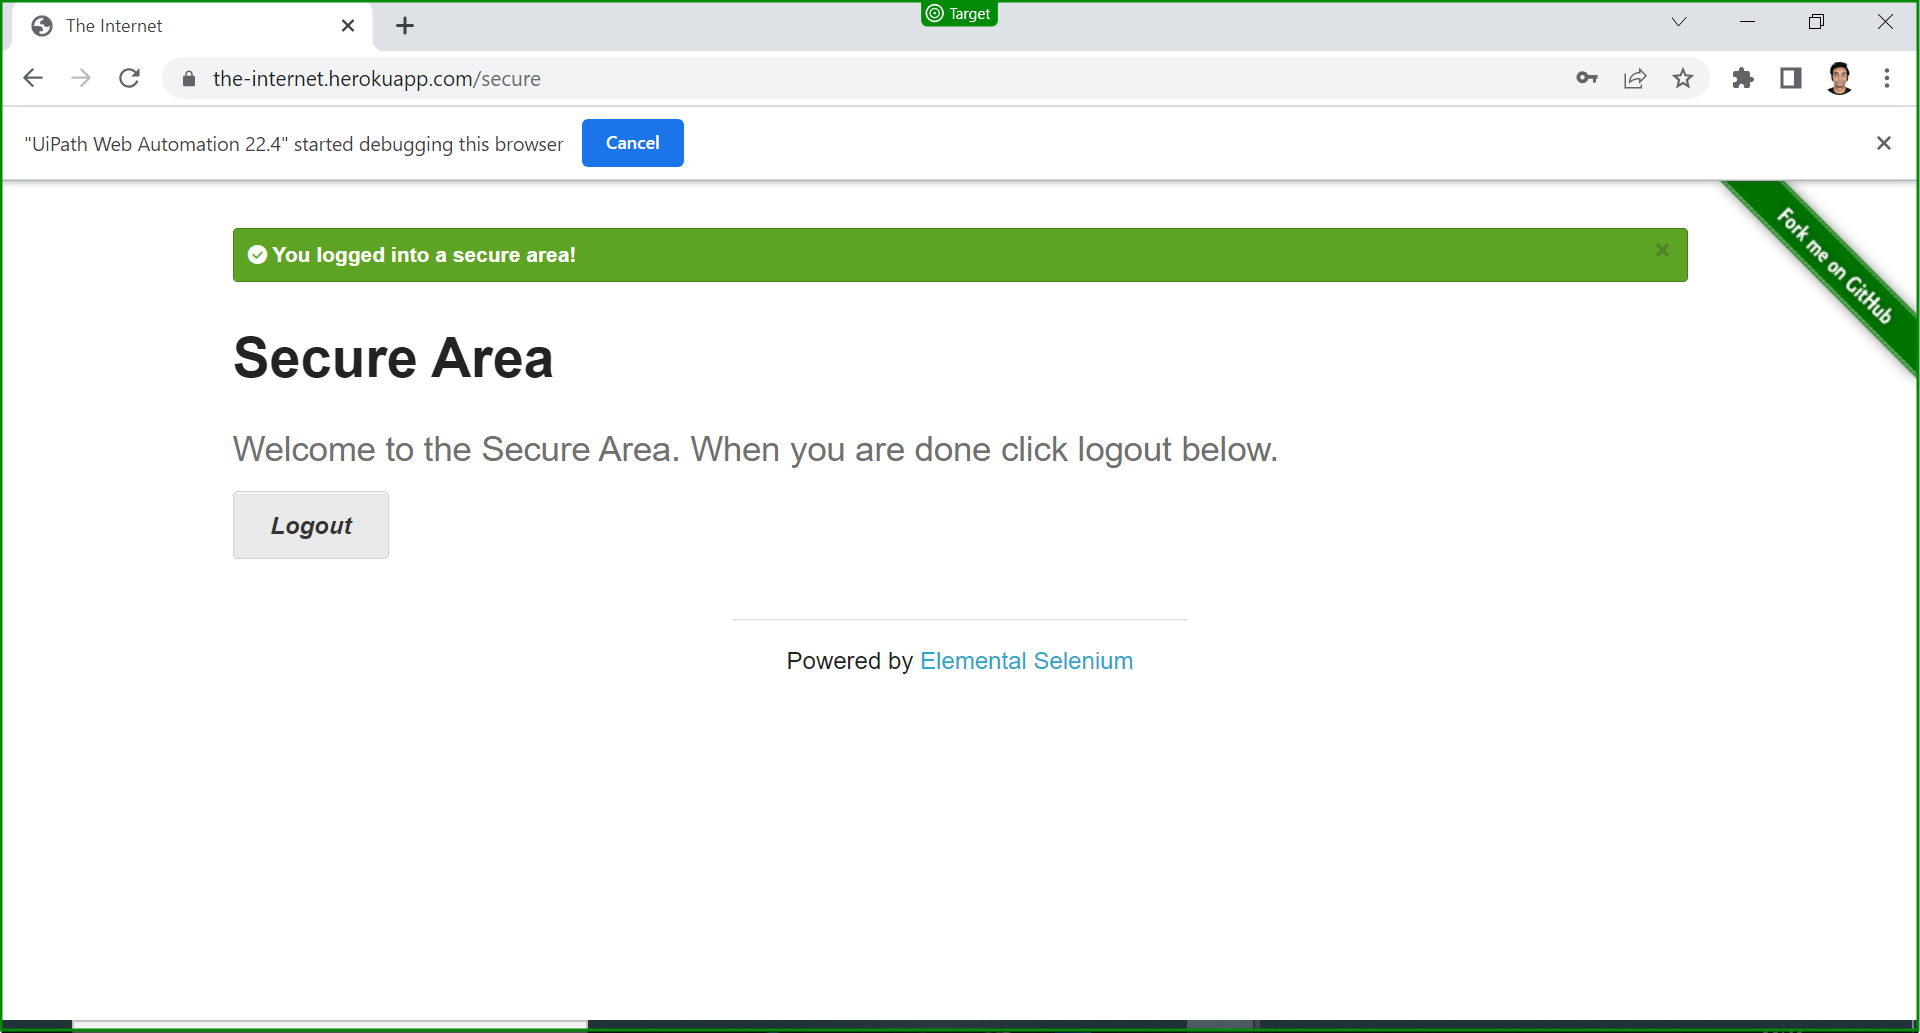 The Internet
Target
the-internet.herokuapp.com/secure
"UiPath Web Automation 22.4" started debugging this browser
Cancel
Fork me on GitHub
You logged into a secure area!
Secure Area
Welcome to the Secure Area. When you are done click logout below.
Logout
Powered by Elemental Selenium